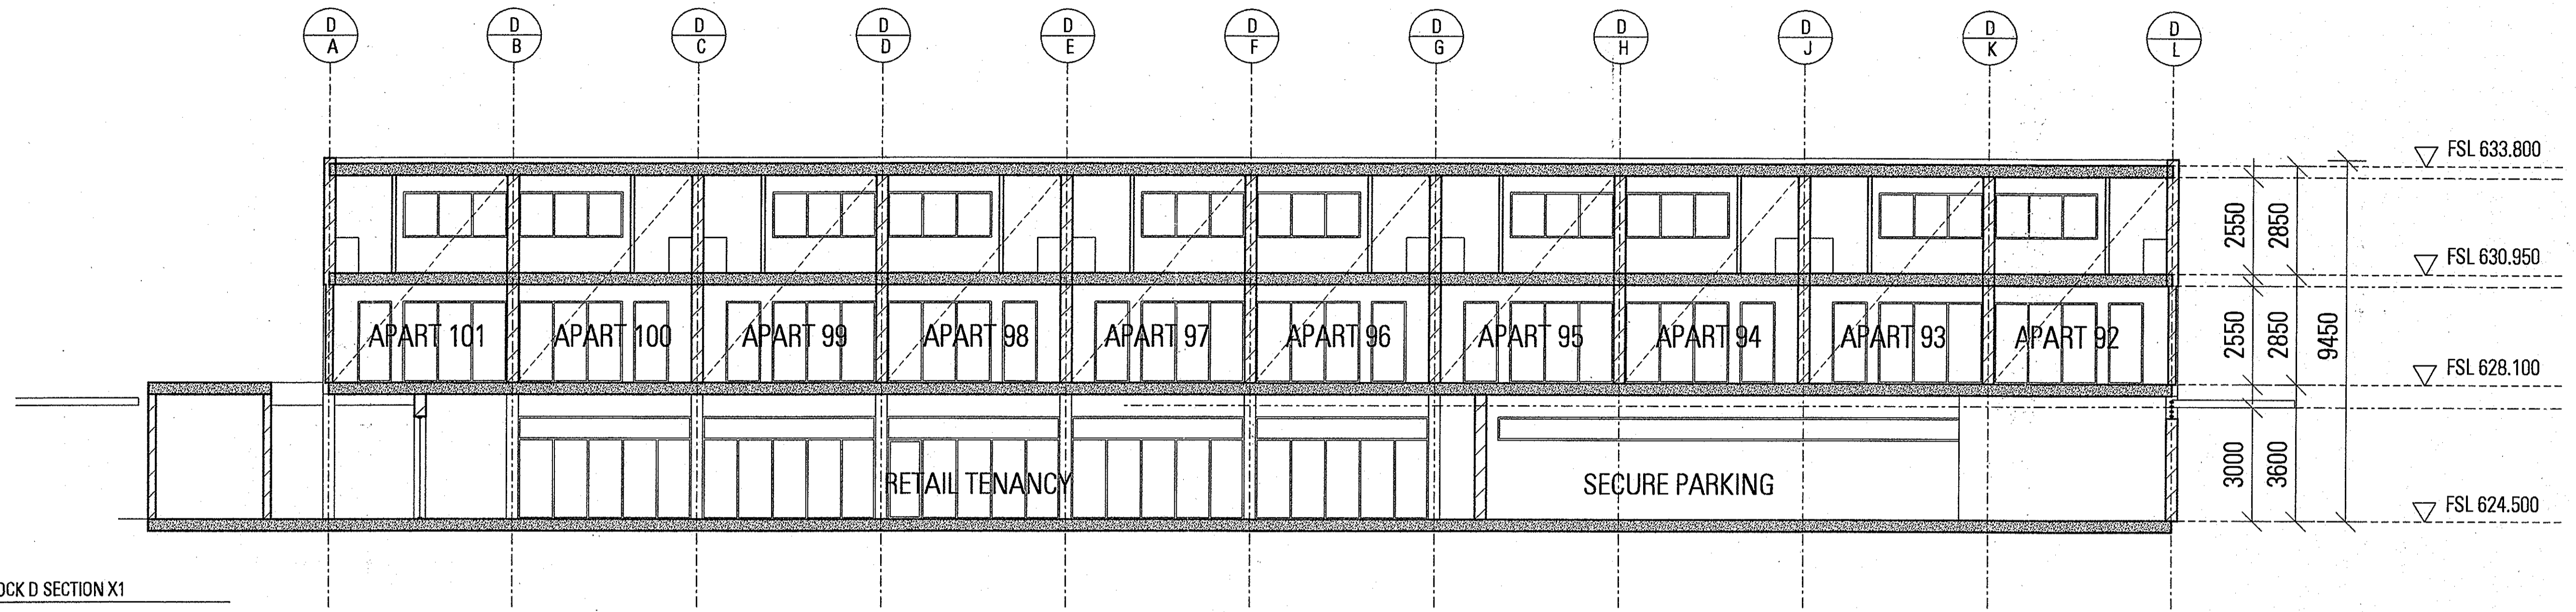 D D D D D D D D D D D
A B C D E F G H J K L
FSL 633.800
2550 2850
FSL 630.950
APART 101 APART 100 APART 99 APART 98 APART 97 APART 96 APART 95 APART 94 APART 93 APART 92
2550 2850 9450
FSL 628.100
RETAIL TENANCY SECURE PARKING
3000 3600
FSL 624.500
OCK D SECTION X1